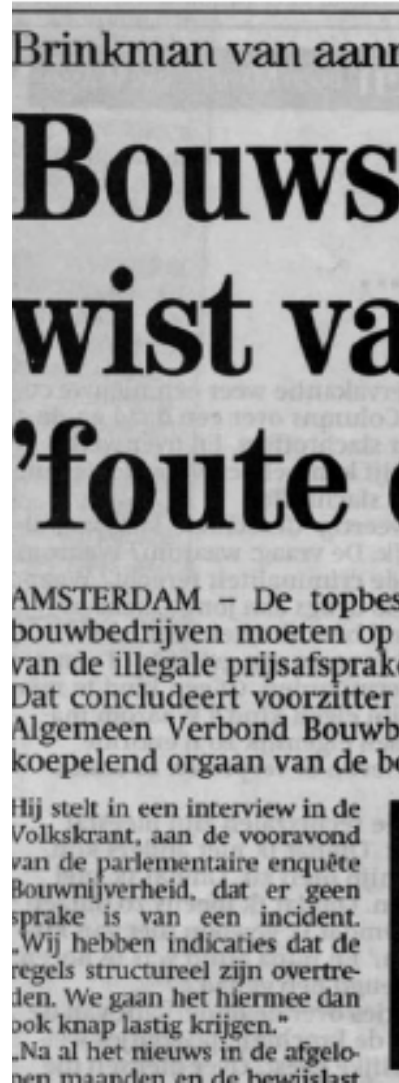 Brinkman van
Bouws
wist va
'foute
AMSTERDAM – De
bouwbedrijven moeten op
van de illegale prijsafsprake
Dat concludeert voorzitter
Algemeen Verbond Bouwb
koepelend orgaan van de
Hij stelt in een interview in de
Volkskrant, aan de vooravond
van de parlementaire enquête
Bouwnijverheid, dat er geen
sprake is van een incident.
„Wij hebben indicaties dat de
regels structureel zijn overtre-
den. We gaan het hiermee dan
ook knap lastig krijgen."
„Na al het nieuws in de afgelo-
pen maanden en de bewijslast